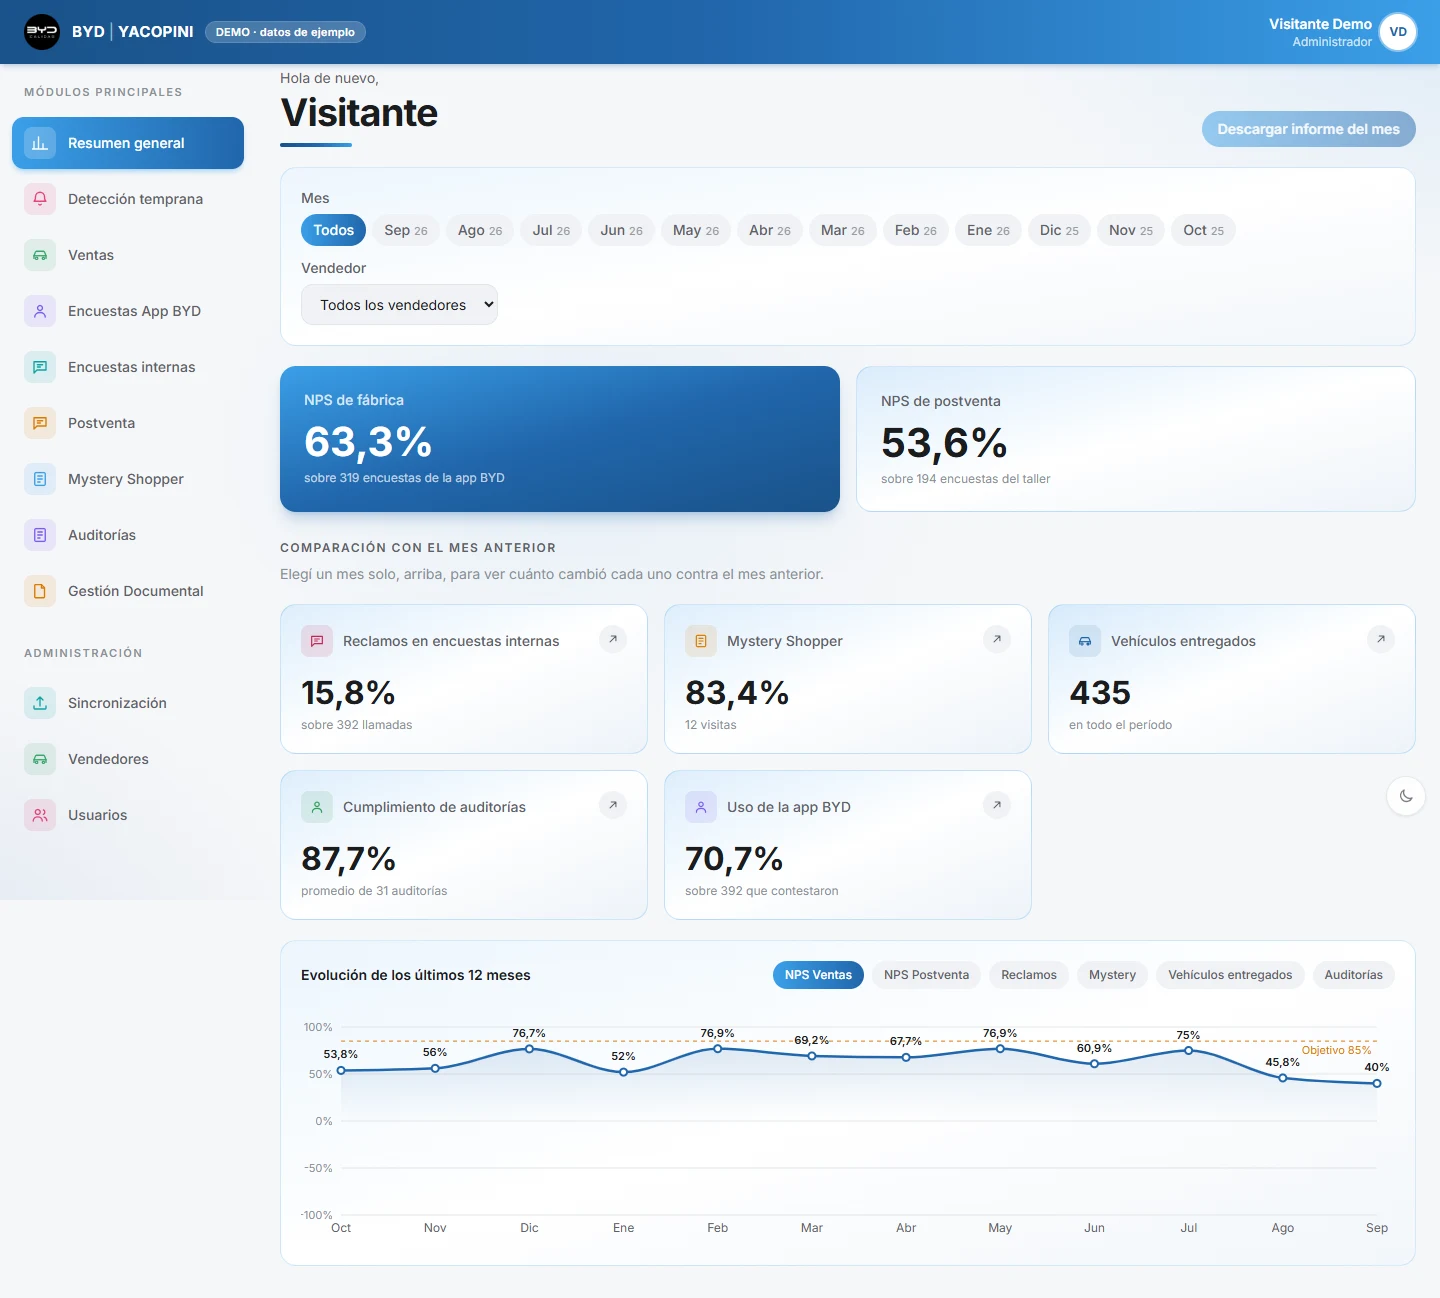 BYD
BYD | YACOPINI
DEMO · datos de ejemplo
Visitante Demo
Administrador
VD
MÓDULOS PRINCIPALES
Resumen general
Detección temprana
Ventas
Encuestas App BYD
Encuestas internas
Postventa
Mystery Shopper
Auditorías
Gestión Documental
ADMINISTRACIÓN
Sincronización
Vendedores
Usuarios
Hola de nuevo,
Visitante
Descargar informe del mes
Mes
Todos Sep 26 Ago 26 Jul 26 Jun 26 May 26 Abr 26 Mar 26 Feb 26 Ene 26 Dic 25 Nov 25 Oct 25
Vendedor
Todos los vendedores
NPS de fábrica
63,3%
sobre 319 encuestas de la app BYD
NPS de postventa
53,6%
sobre 194 encuestas del taller
COMPARACIÓN CON EL MES ANTERIOR
Elegí un mes solo, arriba, para ver cuánto cambió cada uno contra el mes anterior.
Reclamos en encuestas internas
15,8%
sobre 392 llamadas
Mystery Shopper
83,4%
12 visitas
Vehículos entregados
435
en todo el período
Cumplimiento de auditorías
87,7%
promedio de 31 auditorías
Uso de la app BYD
70,7%
sobre 392 que contestaron
Evolución de los últimos 12 meses
NPS Ventas NPS Postventa Reclamos Mystery Vehículos entregados Auditorías
100%
50%
0%
-50%
-100%
53,8% 56% 76,7% 52% 76,9% 69,2% 67,7% 76,9% 60,9% 75% 45,8% 40%
Objetivo 85%
Oct Nov Dic Ene Feb Mar Abr May Jun Jul Ago Sep